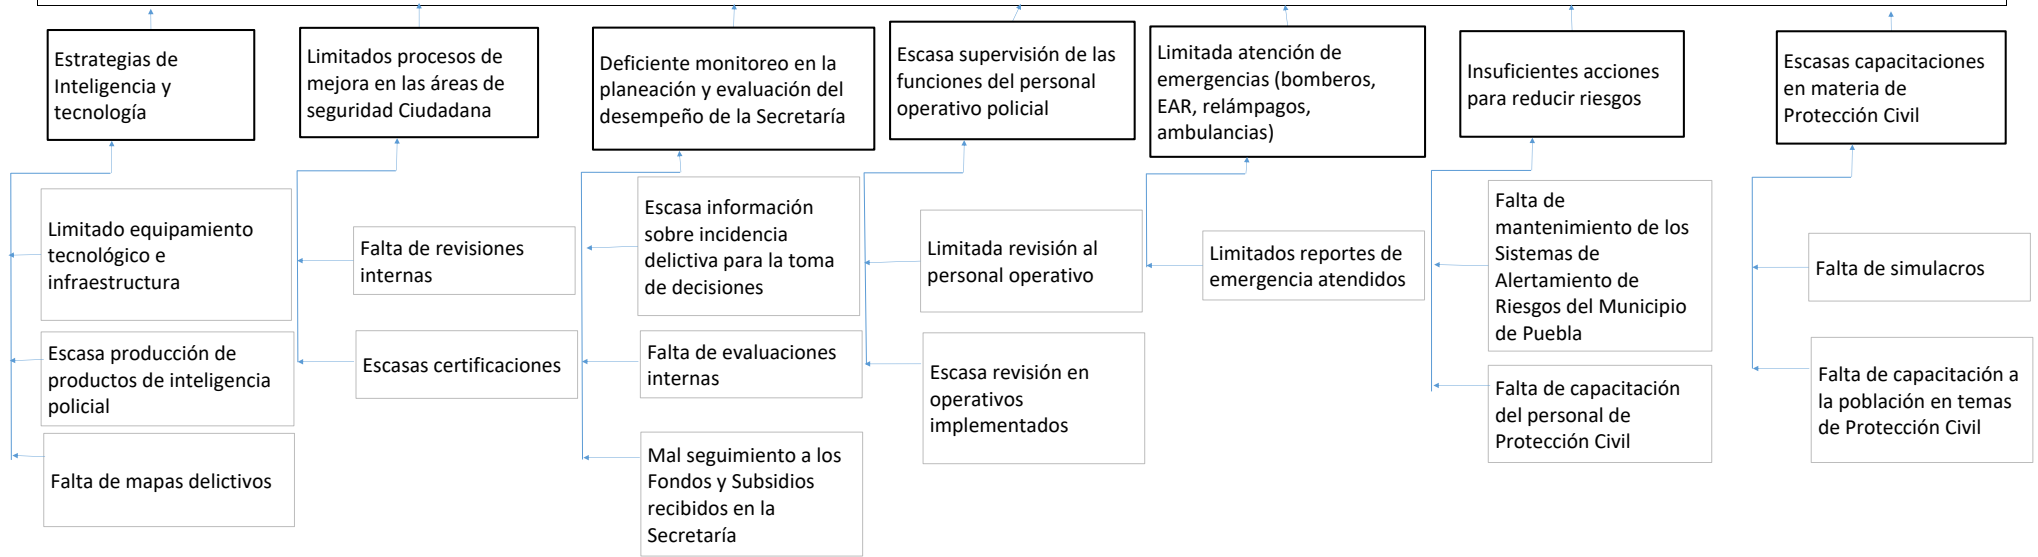 Estrategias de
Inteligencia y
tecnología
Limitados procesos de
mejora en las áreas de
seguridad Ciudadana
Deficiente monitoreo en la
planeación y evaluación del
desempeño de la Secretaría
Escasa supervisión de las
funciones del personal
operativo policial
Limitada atención de
emergencias (bomberos,
EAR, relámpagos,
ambulancias)
Insuficientes acciones
para reducir riesgos
Escasas capacitaciones
en materia de
Protección Civil
Limitado equipamiento
tecnológico e
infraestructura
Escasa producción de
productos de inteligencia
policial
Falta de mapas delictivos
Falta de revisiones
internas
Escasas certificaciones
Escasa información
sobre incidencia
delictiva para la toma
de decisiones
Falta de evaluaciones
internas
Mal seguimiento a los
Fondos y Subsidios
recibidos en la
Secretaría
Limitada revisión al
personal operativo
Escasa revisión en
operativos
implementados
Limitados reportes de
emergencia atendidos
Falta de
mantenimiento de los
Sistemas de
Alertamiento de
Riesgos del Municipio
de Puebla
Falta de capacitación
del personal de
Protección Civil
Falta de simulacros
Falta de capacitación a
la población en temas
de Protección Civil